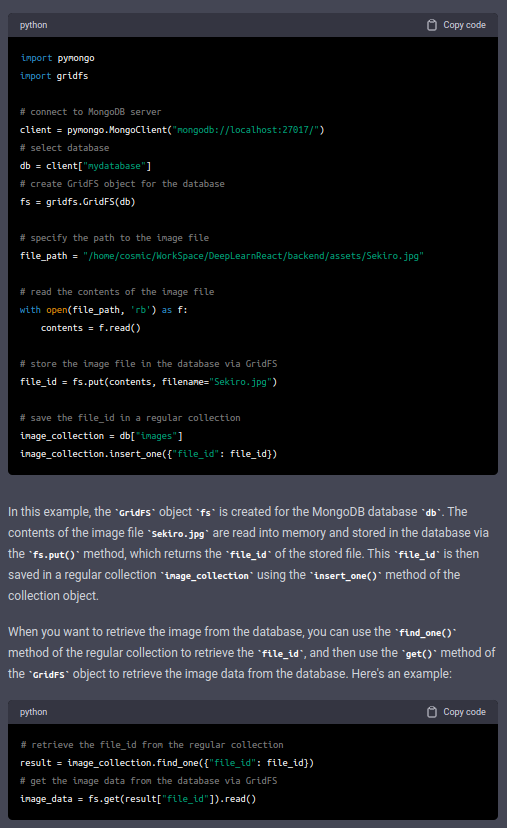 python
Copy code
import pymongo
import gridfs
# connect to MongoDB server
client = pymongo.MongoClient("mongodb://localhost:27017/")
# select database
db = client["mydatabase"]
# create GridFS object for the database
fs = gridfs.GridFS(db)
# specify the path to the image file
file_path = "/home/cosmic/WorkSpace/DeepLearnReact/backend/assets/Sekiro.jpg"
# read the contents of the image file
with open(file_path, 'rb') as f:
    contents = f.read()
# store the image file in the database via GridFS
file_id = fs.put(contents, filename="Sekiro.jpg")
# save the file_id in a regular collection
image_collection = db["images"]
image_collection.insert_one({"file_id": file_id})
In this example, the `GridFS` object `fs` is created for the MongoDB database `db`. The
contents of the image file `Sekiro.jpg` are read into memory and stored in the database via
the `fs.put()` method, which returns the `file_id` of the stored file. This `file_id` is then
saved in a regular collection `image_collection` using the `insert_one()` method of the
collection object.
When you want to retrieve the image from the database, you can use the `find_one()`
method of the regular collection to retrieve the `file_id`, and then use the `get()` method of
the `GridFS` object to retrieve the image data from the database. Here's an example:
python
Copy code
# retrieve the file_id from the regular collection
result = image_collection.find_one({"file_id": file_id})
# get the image data from the database via GridFS
image_data = fs.get(result["file_id"]).read()